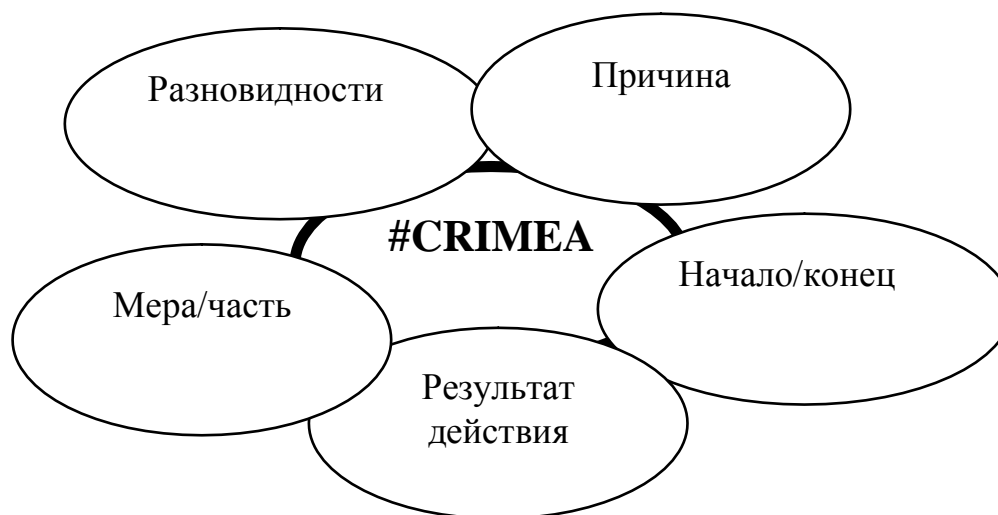 Разновидности
Причина
#CRIMEA
Начало/конец
Мера/часть
Результат
действия